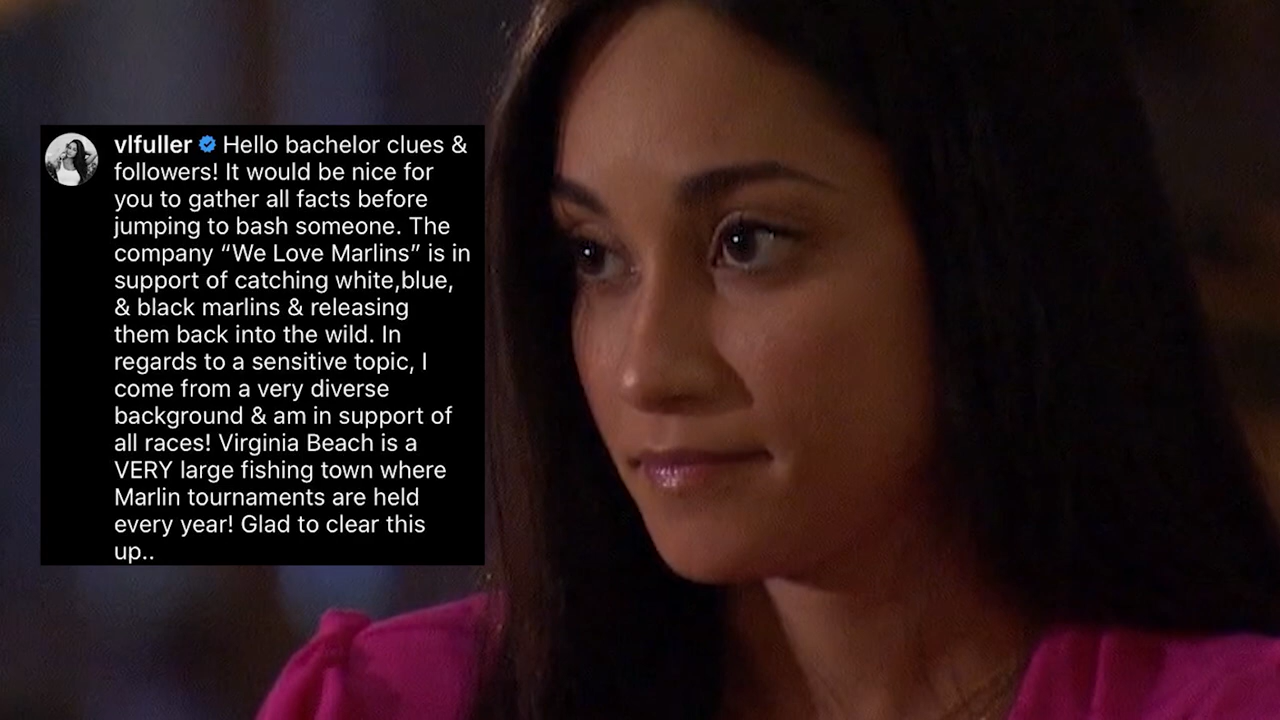 vlfuller Hello bachelor clues &
followers! It would be nice for
you to gather all facts before
jumping to bash someone. The
company “We Love Marlins” is in
support of catching white,blue,
& black marlins & releasing
them back into the wild. In
regards to a sensitive topic, I
come from a very diverse
background & am in support of
all races! Virginia Beach is a
VERY large fishing town where
Marlin tournaments are held
every year! Glad to clear this
up..